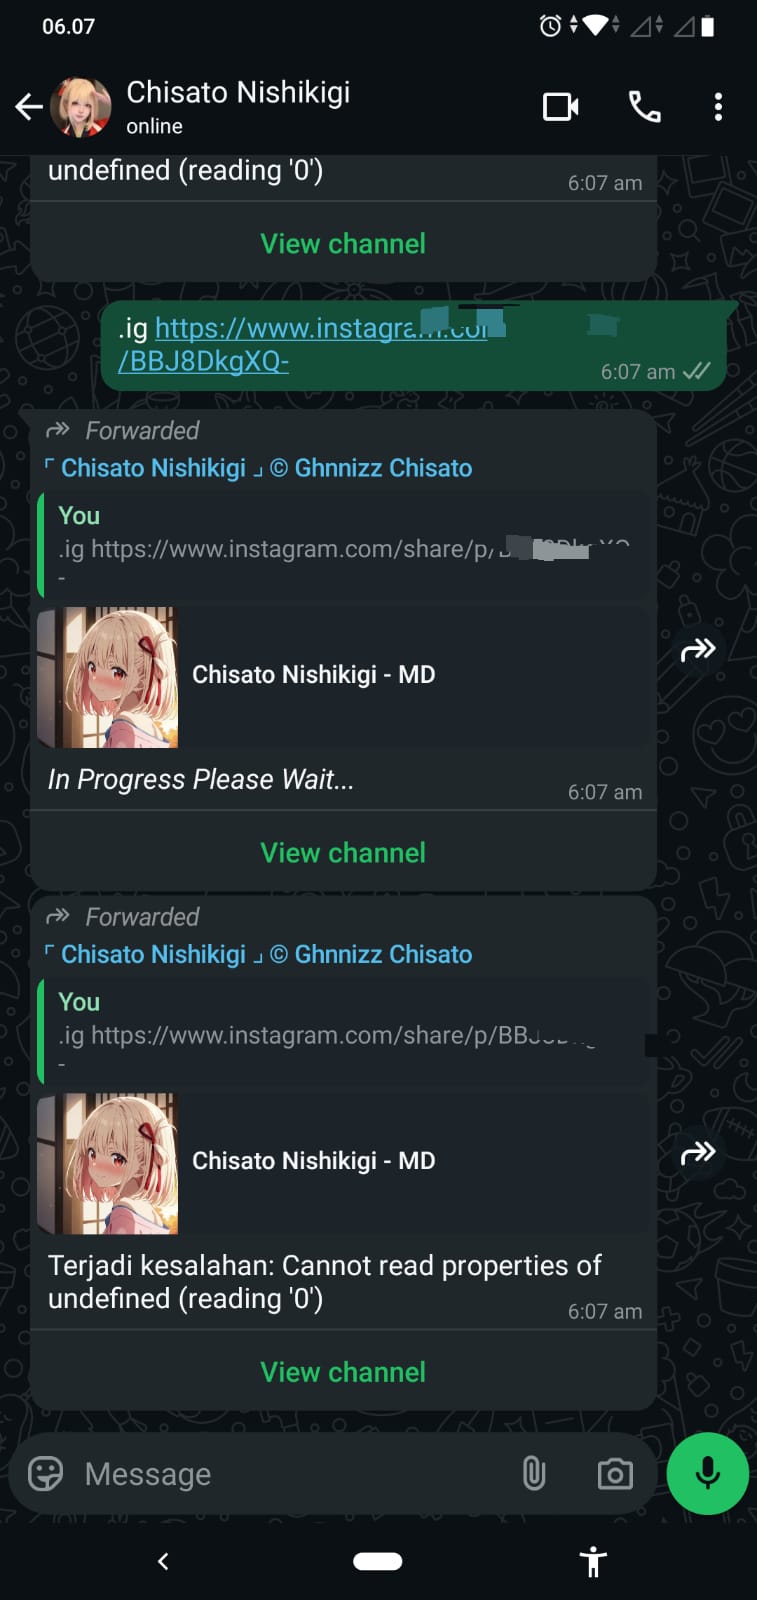 06.07
Chisato Nishikigi
online
undefined (reading '0')
6:07 am
View channel
.ig https://www.instagra
/BBJ8DkgXQ-
6:07 am
Forwarded
「 Chisato Nishikigi 」 © Ghnnizz Chisato
You
.ig https://www.instagram.com/share/p/
-
Chisato Nishikigi - MD
In Progress Please Wait...
6:07 am
View channel
Forwarded
「 Chisato Nishikigi 」 © Ghnnizz Chisato
You
.ig https://www.instagram.com/share/p/BB
-
Chisato Nishikigi - MD
Terjadi kesalahan: Cannot read properties of
undefined (reading '0')
6:07 am
View channel
Message